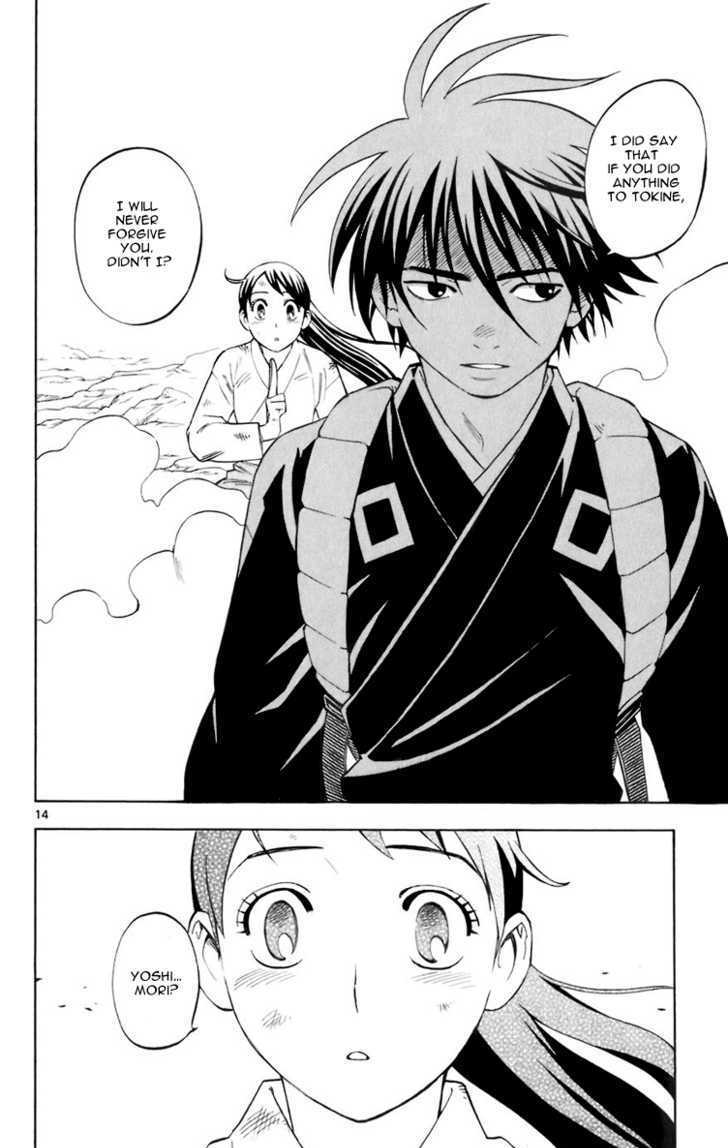 I DID SAY
THAT
IF YOU DID
ANYTHING
TO TOKINE,
I WILL
NEVER
FORGIVE
YOU.
DIDN'T I?
14
YOSHI...
MORI?